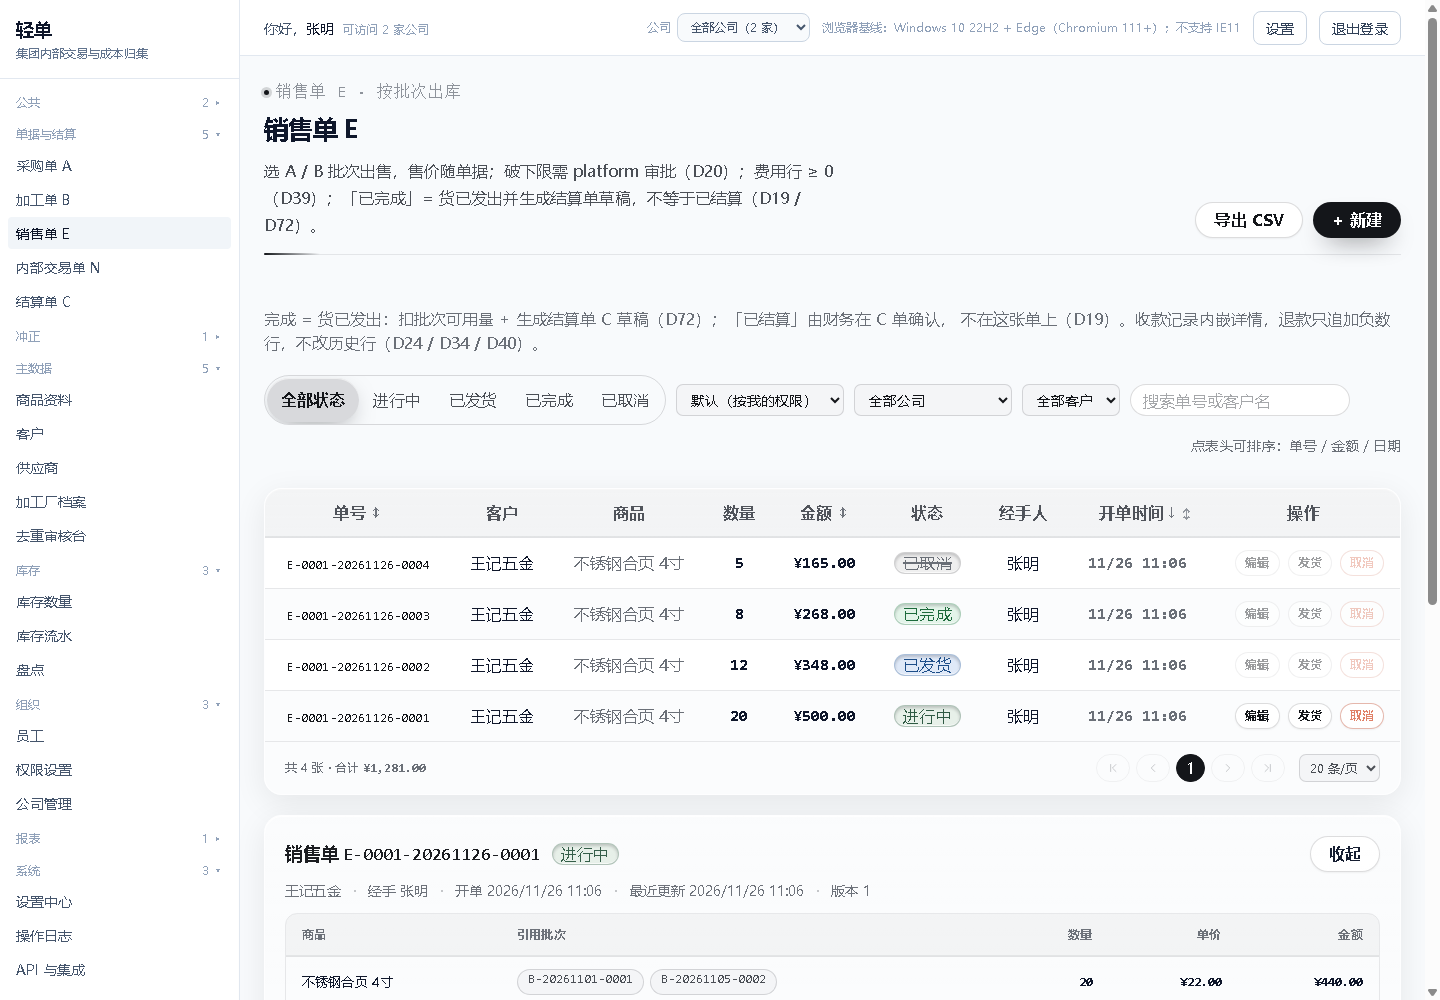 轻单
集团内部交易与成本归集
公共 2
单据与结算 5
采购单 A
加工单 B
销售单 E
内部交易单 N
结算单 C
冲正 1
主数据 5
商品资料
客户
供应商
加工厂档案
去重审核台
库存 3
库存数量
库存流水
盘点
组织 3
员工
权限设置
公司管理
报表 1
系统 3
设置中心
操作日志
API 与集成
你好，张明 可访问 2 家公司
公司 全部公司（2 家） 浏览器基线：Windows 10 22H2 + Edge（Chromium 111+）；不支持 IE11 设置 退出登录
销售单 E - 按批次出库
销售单 E
选 A / B 批次出售，售价随单据；破下限需 platform 审批（D20）；费用行 ≥ 0
（D39）；「已完成」= 货已发出并生成结算单草稿，不等于已结算（D19 /
D72）。
导出 CSV + 新建
完成 = 货已发出：扣批次可用量 + 生成结算单 C 草稿（D72）；「已结算」由财务在 C 单确认， 不在这张单上（D19）。收款记录内嵌详情，退款只追加负数
行，不改历史行（D24 / D34 / D40）。
全部状态 进行中 已发货 已完成 已取消 默认（按我的权限） 全部公司 全部客户 搜索单号或客户名
点表头可排序：单号 / 金额 / 日期
单号 ↕ 客户 商品 数量 金额 ↕ 状态 经手人 开单时间 ↓ ↕ 操作
E-0001-20261126-0004 王记五金 不锈钢合页 4寸 5 ¥165.00 已取消 张明 11/26 11:06 编辑 发货 取消
E-0001-20261126-0003 王记五金 不锈钢合页 4寸 8 ¥268.00 已完成 张明 11/26 11:06 编辑 发货 取消
E-0001-20261126-0002 王记五金 不锈钢合页 4寸 12 ¥348.00 已发货 张明 11/26 11:06 编辑 发货 取消
E-0001-20261126-0001 王记五金 不锈钢合页 4寸 20 ¥500.00 进行中 张明 11/26 11:06 编辑 发货 取消
共 4 张 · 合计 ¥1,281.00 1 20 条/页
销售单 E-0001-20261126-0001 进行中 收起
王记五金 · 经手 张明 · 开单 2026/11/26 11:06 · 最近更新 2026/11/26 11:06 · 版本 1
商品 引用批次 数量 单价 金额
不锈钢合页 4寸 B-20261101-0001 B-20261105-0002 20 ¥22.00 ¥440.00